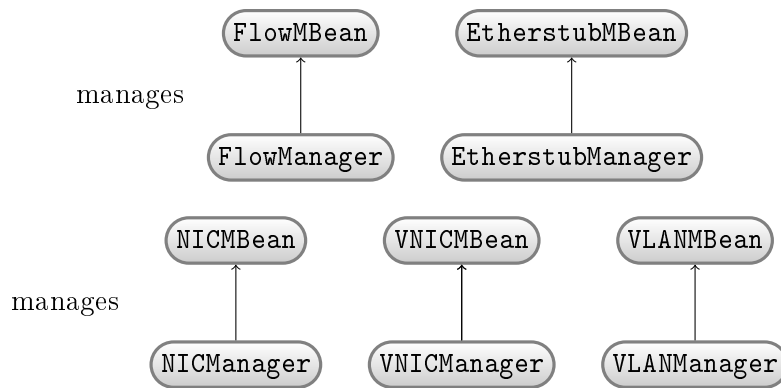 FlowMBean EtherstubMBean
manages
FlowManager EtherstubManager
NICMBean VNICMBean VLANMBean
manages
NICManager VNICManager VLANManager